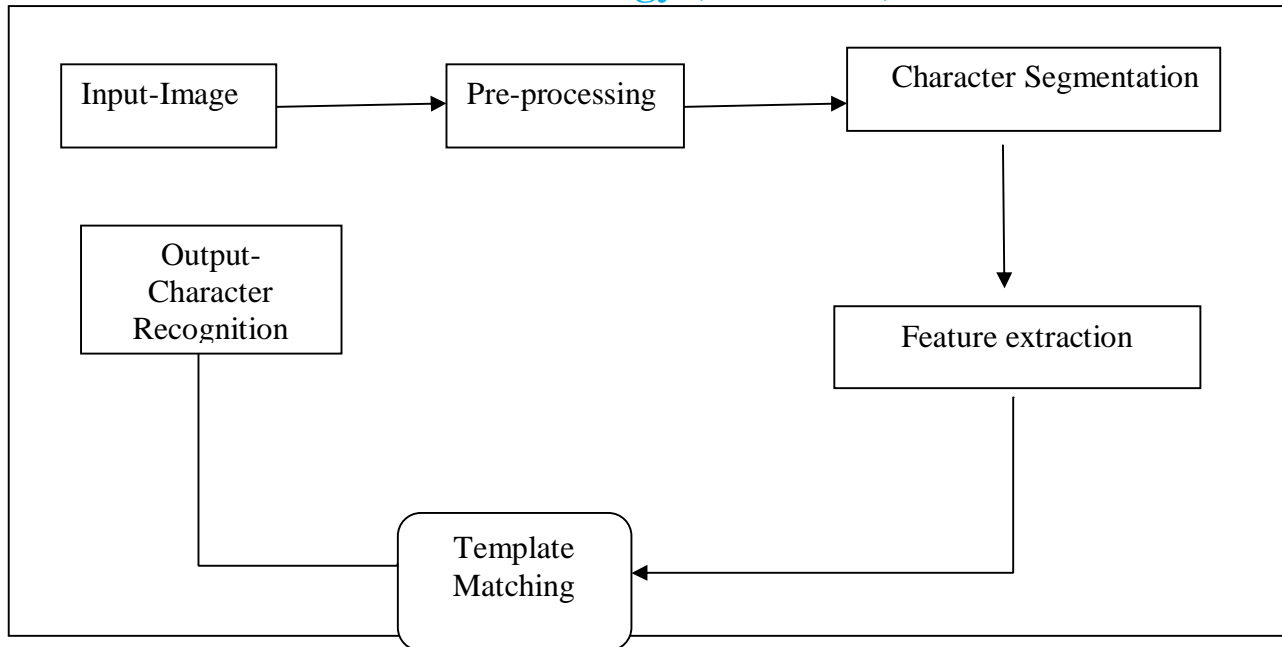 Input-Image
Pre-processing
Character Segmentation
Output-
Character
Recognition
Feature extraction
Template
Matching